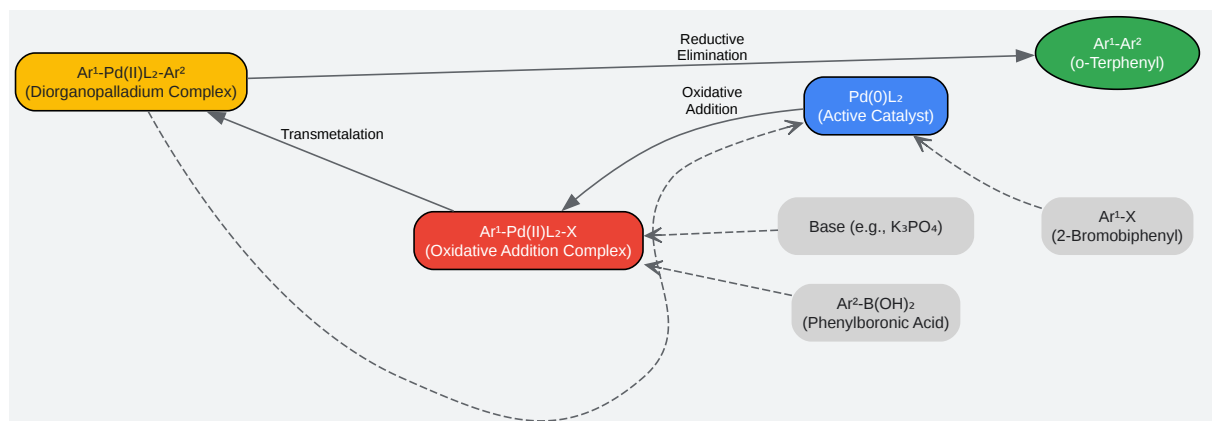 Reductive
Elimination
Ar¹-Ar²
(o-Terphenyl)
Ar¹-Pd(II)L₂-Ar²
(Diorganopalladium Complex)
Oxidative
Addition
Pd(0)L₂
(Active Catalyst)
Transmetalation
Ar¹-Pd(II)L₂-X
(Oxidative Addition Complex)
Base (e.g., K₃PO₄)
Ar¹-X
(2-Bromobiphenyl)
Ar²-B(OH)₂
(Phenylboronic Acid)